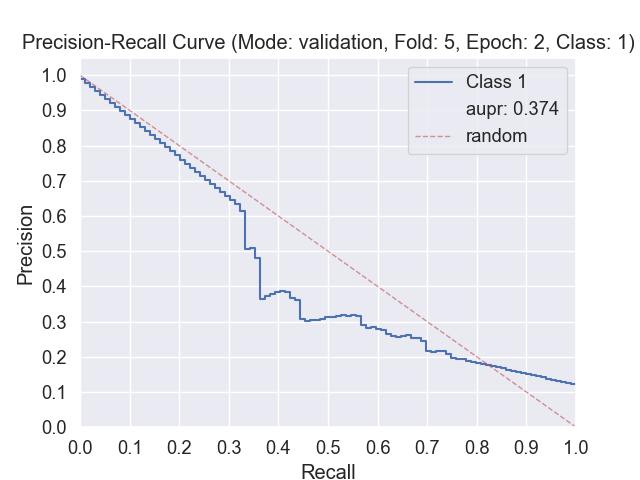 Precision-Recall Curve (Mode: validation, Fold: 5, Epoch: 2, Class: 1)
1.0
0.9
0.8
0.7
0.6
0.5
0.4
0.3
0.2
0.1
0.0
Precision
Class 1
aupr: 0.374
random
0.0 0.1 0.2 0.3 0.4 0.5 0.6 0.7 0.8 0.9 1.0
Recall